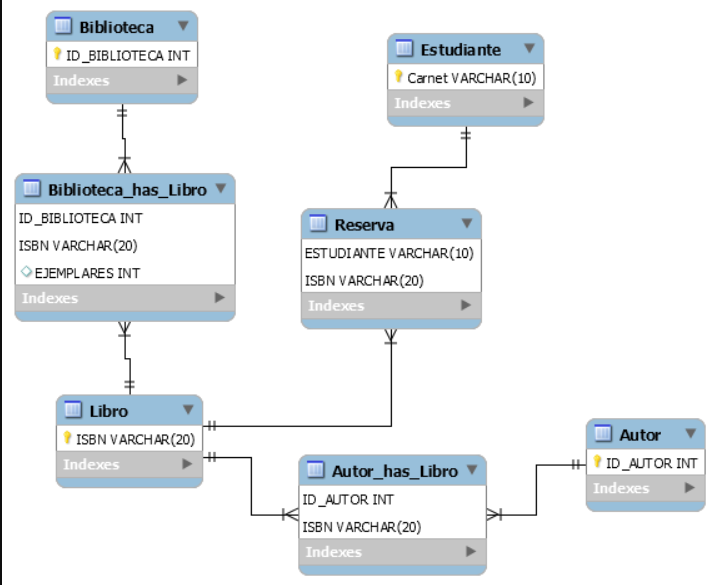 Biblioteca
ID_BIBLIOTECA INT
Indexes
Estudiante
Carnet VARCHAR(10)
Indexes
Biblioteca_has_Libro
ID_BIBLIOTECA INT
ISBN VARCHAR(20)
EJEMPLARES INT
Indexes
Reserva
ESTUDIANTE VARCHAR(10)
ISBN VARCHAR(20)
Indexes
Libro
ISBN VARCHAR(20)
Indexes
Autor_has_Libro
ID_AUTOR INT
ISBN VARCHAR(20)
Indexes
Autor
ID_AUTOR INT
Indexes